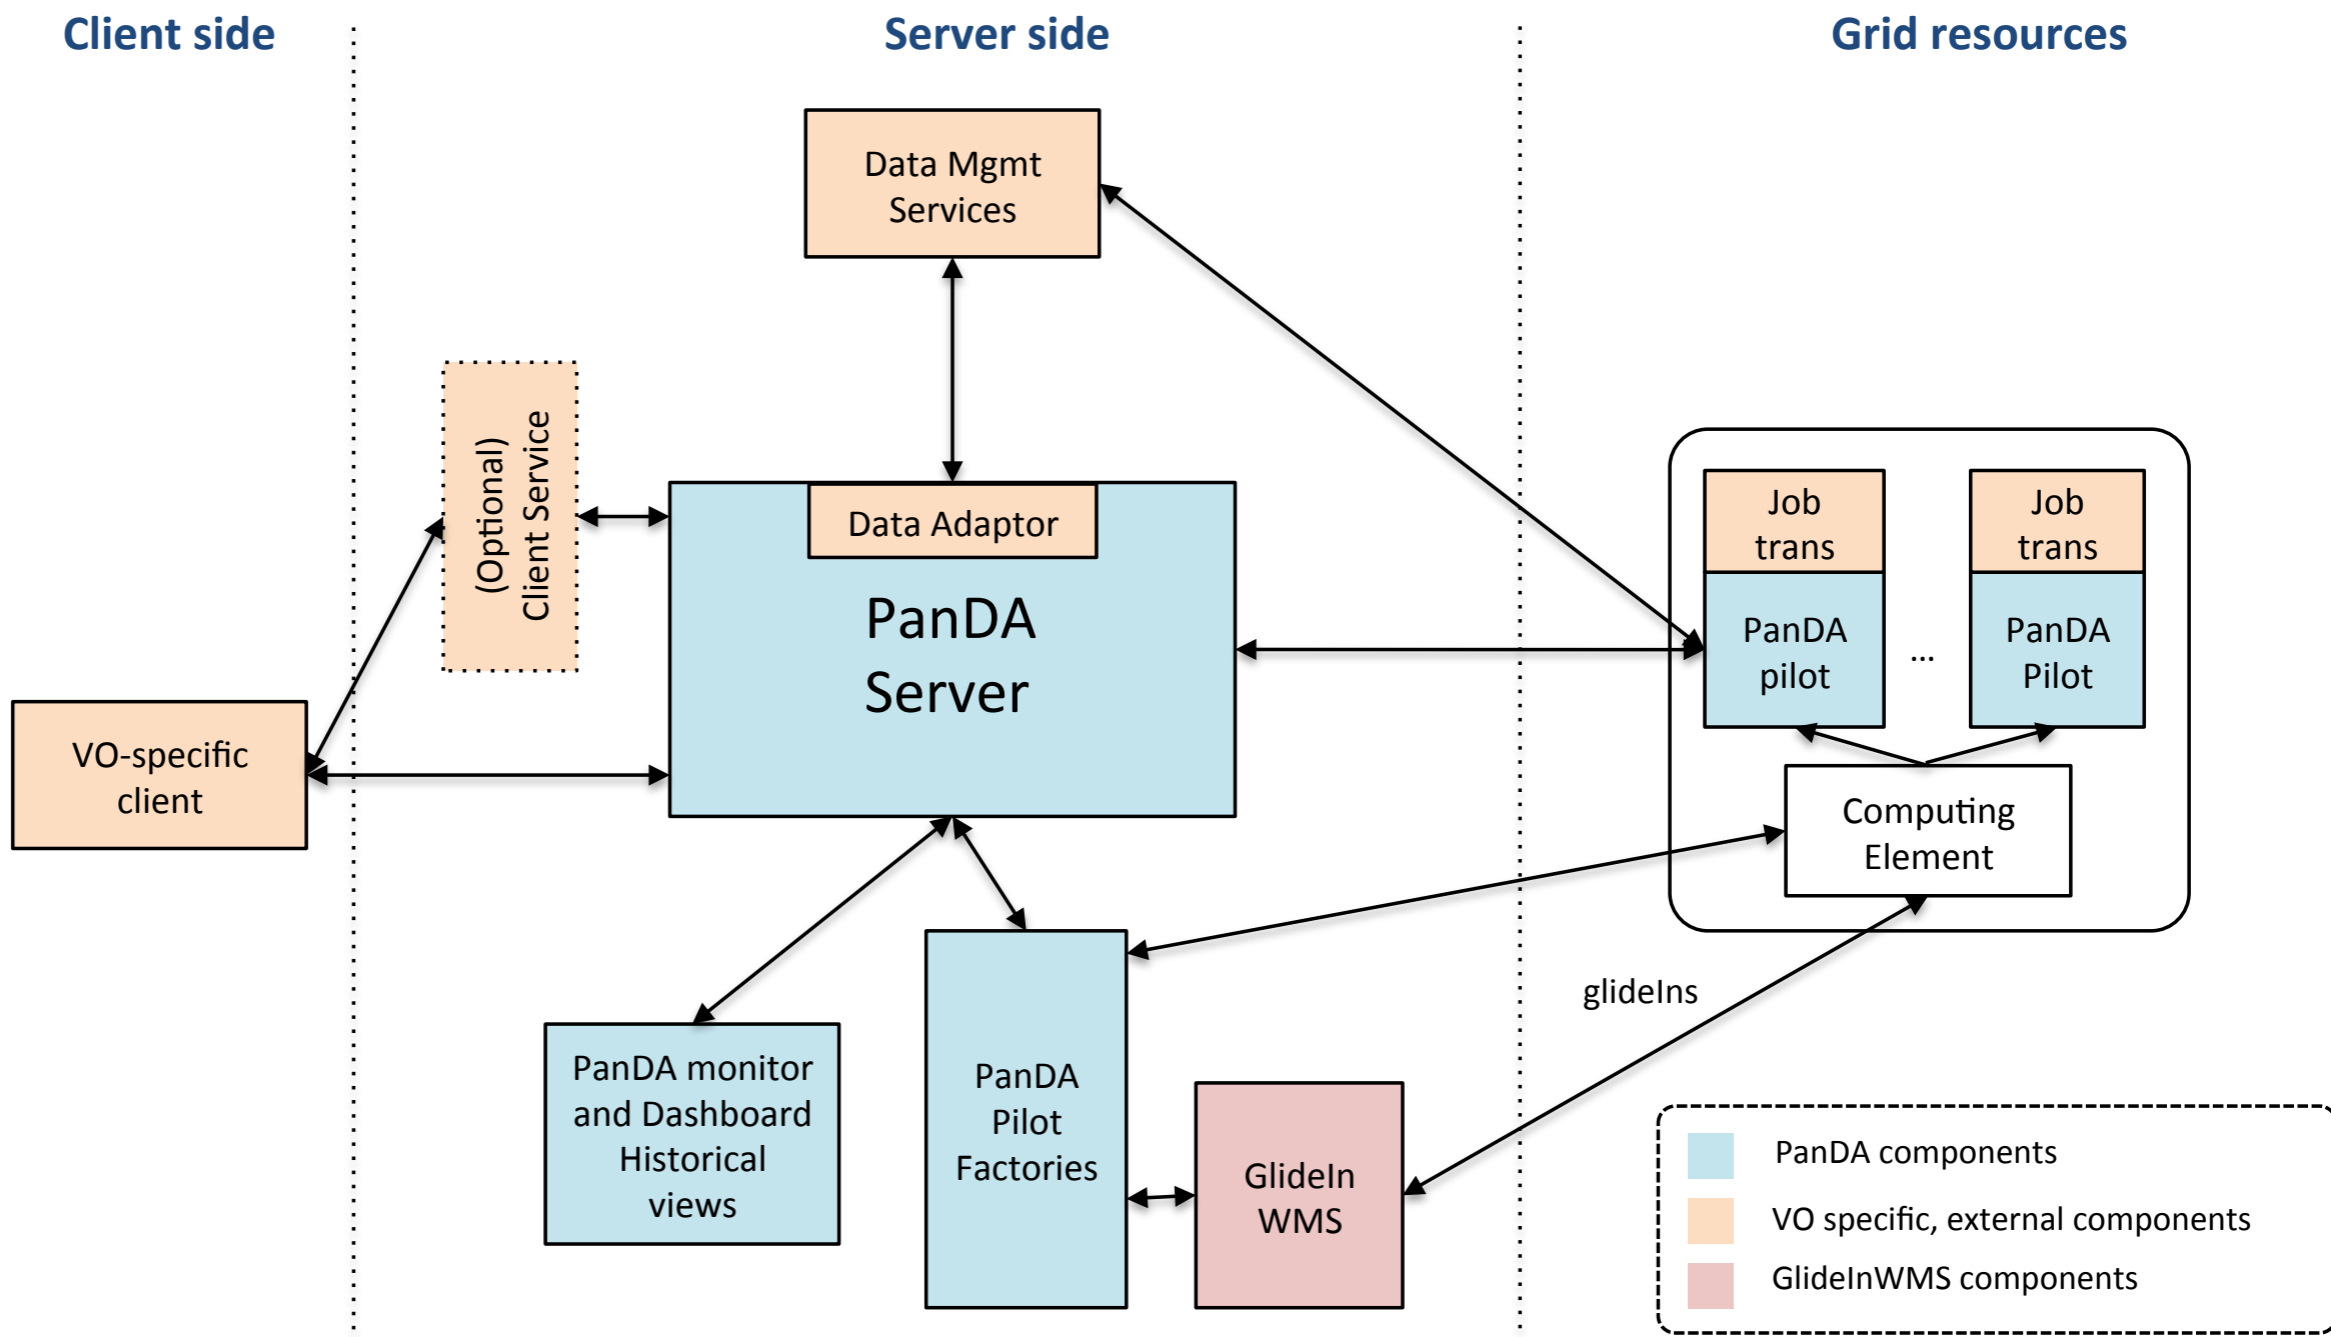 Client side
Server side
Grid resources
Data Mgmt
Services
(Optional)
Client Service
Data Adaptor
PanDA
Server
VO-specific
client
Job
trans
Job
trans
PanDA
pilot
...
PanDA
Pilot
Computing
Element
glideIns
PanDA monitor
and Dashboard
Historical
views
PanDA
Pilot
Factories
GlideIn
WMS
PanDA components
VO specific, external components
GlideInWMS components